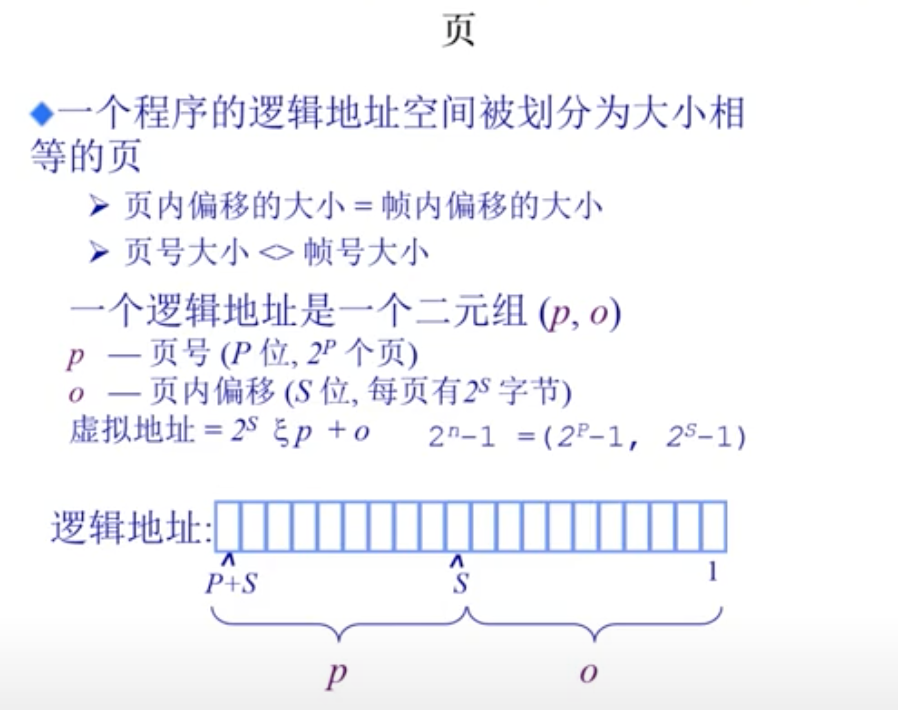 页
◆一个程序的逻辑地址空间被划分为大小相
等的页
➢ 页内偏移的大小 = 帧内偏移的大小
➢ 页号大小 <> 帧号大小
一个逻辑地址是一个二元组 (p, o)
p — 页号 (P 位, 2^P 个页)
o — 页内偏移 (S 位, 每页有2^S 字节)
虚拟地址 = 2^S ξ p + o 2^n-1 =(2^P-1, 2^S-1)
逻辑地址:
P+S S 1
p o